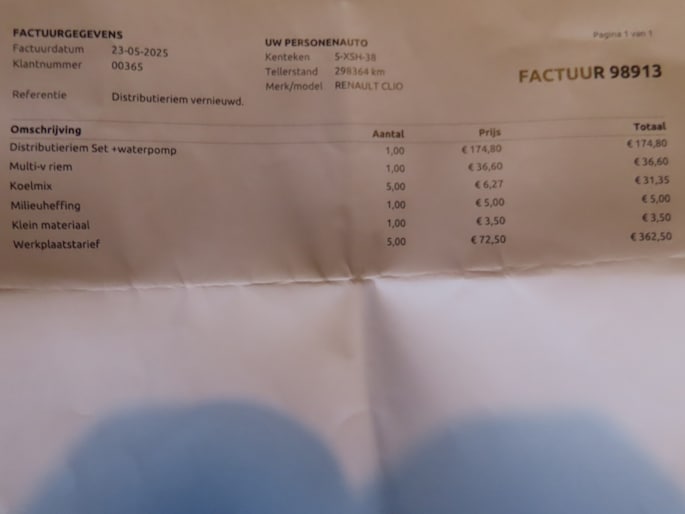 Pagina 1 van 1
FACTUURGEGEVENS
Factuurdatum 23-05-2025
Klantnummer 00365
Referentie Distributieriem vernieuwd.
UW PERSONENAUTO
Kenteken S-XSH-38
Tellerstand 298364 km
Merk/model RENAULT CLIO
FACTUUR 98913
Omschrijving Aantal Prijs Totaal
Distributieriem Set +waterpomp 1,00 € 174,80 € 174,80
Multi-v riem 1,00 € 36,60 € 36,60
Koelmix 5,00 € 6,27 € 31,35
Milieuheffing 1,00 € 5,00 € 5,00
Klein materiaal 1,00 € 3,50 € 3,50
Werkplaatstarief 5,00 € 72,50 € 362,50